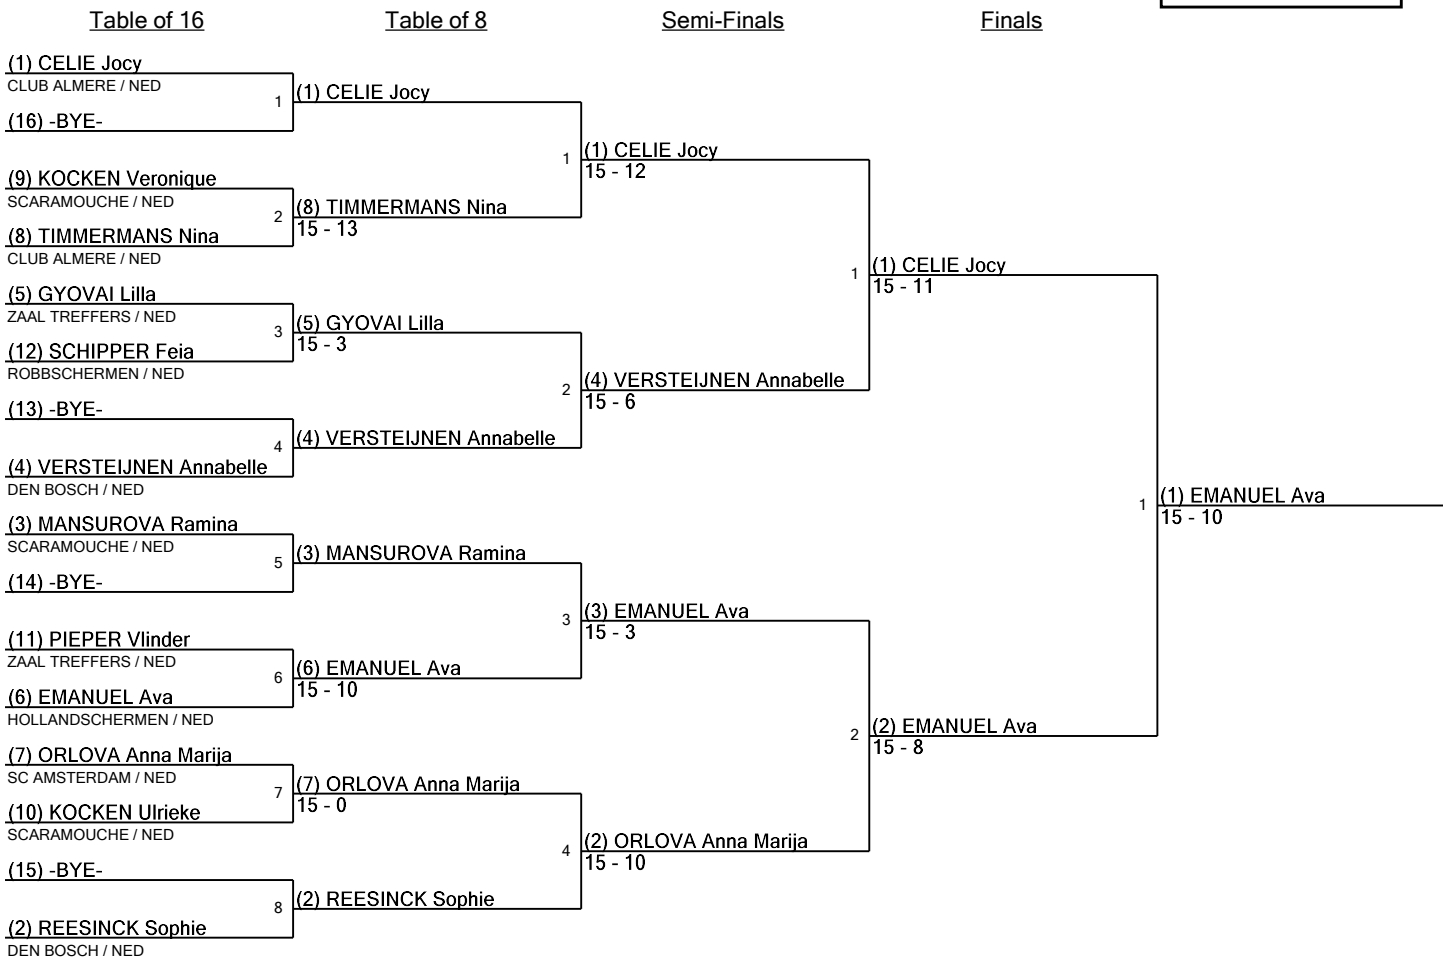 Table of 16
Table of 8
Semi-Finals
Finals
(1) CELIE Jocy
CLUB ALMERE / NED
(16) -BYE-
(9) KOCKEN Veronique
SCARAMOUCHE / NED
(8) TIMMERMANS Nina
CLUB ALMERE / NED
(5) GYOVAI Lilla
ZAAL TREFFERS / NED
(12) SCHIPPER Feia
ROBBSCHERMEN / NED
(13) -BYE-
(4) VERSTEIJNEN Annabelle
DEN BOSCH / NED
(3) MANSUROVA Ramina
SCARAMOUCHE / NED
(14) -BYE-
(11) PIEPER Vlinder
ZAAL TREFFERS / NED
(6) EMANUEL Ava
HOLLANDSCHERMEN / NED
(7) ORLOVA Anna Marija
SC AMSTERDAM / NED
(10) KOCKEN Ulrieke
SCARAMOUCHE / NED
(15) -BYE-
(2) REESINCK Sophie
DEN BOSCH / NED
1 (1) CELIE Jocy
2 (8) TIMMERMANS Nina
15 - 13
3 (5) GYOVAI Lilla
15 - 3
4 (4) VERSTEIJNEN Annabelle
5 (3) MANSUROVA Ramina
6 (6) EMANUEL Ava
15 - 10
7 (7) ORLOVA Anna Marija
15 - 0
8 (2) REESINCK Sophie
1 (1) CELIE Jocy
15 - 12
2 (4) VERSTEIJNEN Annabelle
15 - 6
3 (3) EMANUEL Ava
15 - 3
4 (2) ORLOVA Anna Marija
15 - 10
1 (1) CELIE Jocy
15 - 11
2 (2) EMANUEL Ava
15 - 8
1 (1) EMANUEL Ava
15 - 10